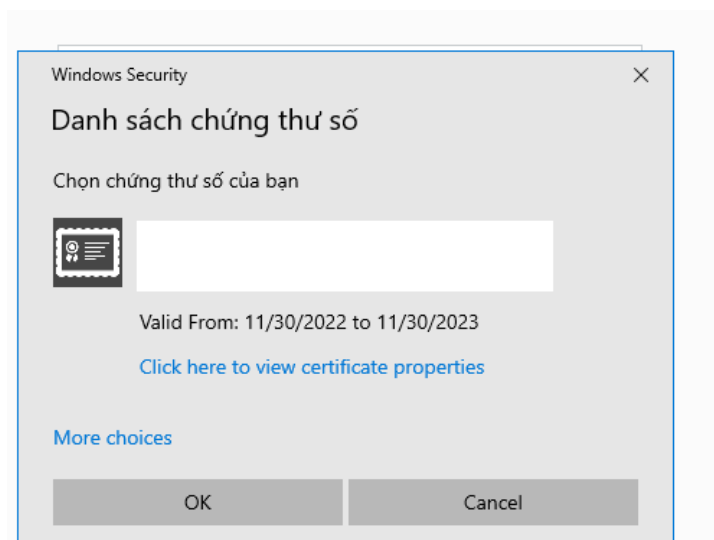 Windows Security
Danh sách chứng thư số
Chọn chứng thư số của bạn
Valid From: 11/30/2022 to 11/30/2023
Click here to view certificate properties
More choices
OK
Cancel